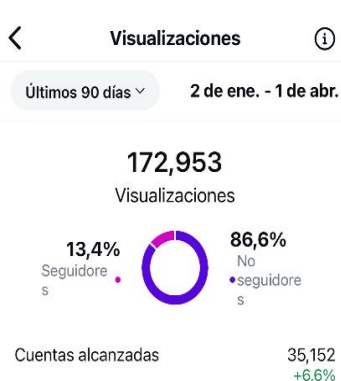 Visualizaciones
Últimos 90 días
2 de ene. - 1 de abr.
172,953
Visualizaciones
13,4%
Seguidore
s
86,6%
No
seguidore
s
Cuentas alcanzadas
35,152
+6.6%